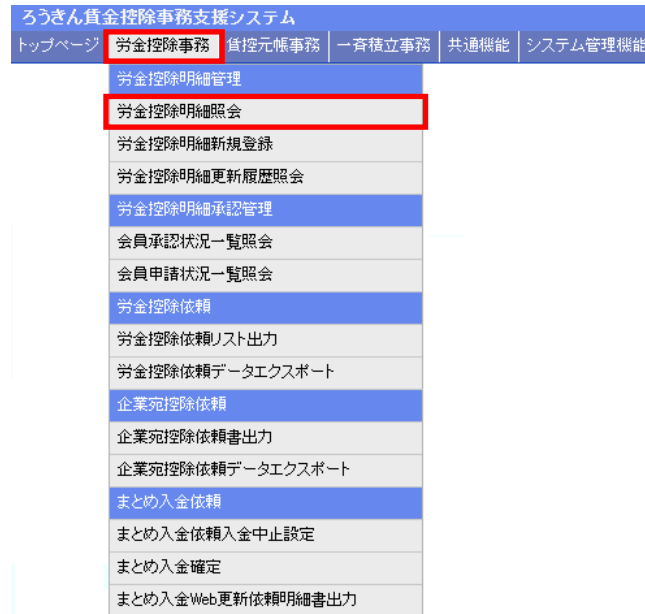 ろうきん賃金控除事務支援システム
トップページ 労金控除事務 賃控元帳事務 一斉積立事務 共通機能 システム管理機能
労金控除明細管理
労金控除明細照会
労金控除明細新規登録
労金控除明細更新履歴照会
労金控除明細承認管理
会員承認状況一覧照会
会員申請状況一覧照会
労金控除依頼
労金控除依頼リスト出力
労金控除依頼データエクスポート
企業宛控除依頼
企業宛控除依頼書出力
企業宛控除依頼データエクスポート
まとめ入金依頼
まとめ入金依頼入金中止設定
まとめ入金確定
まとめ入金Web更新依頼明細書出力